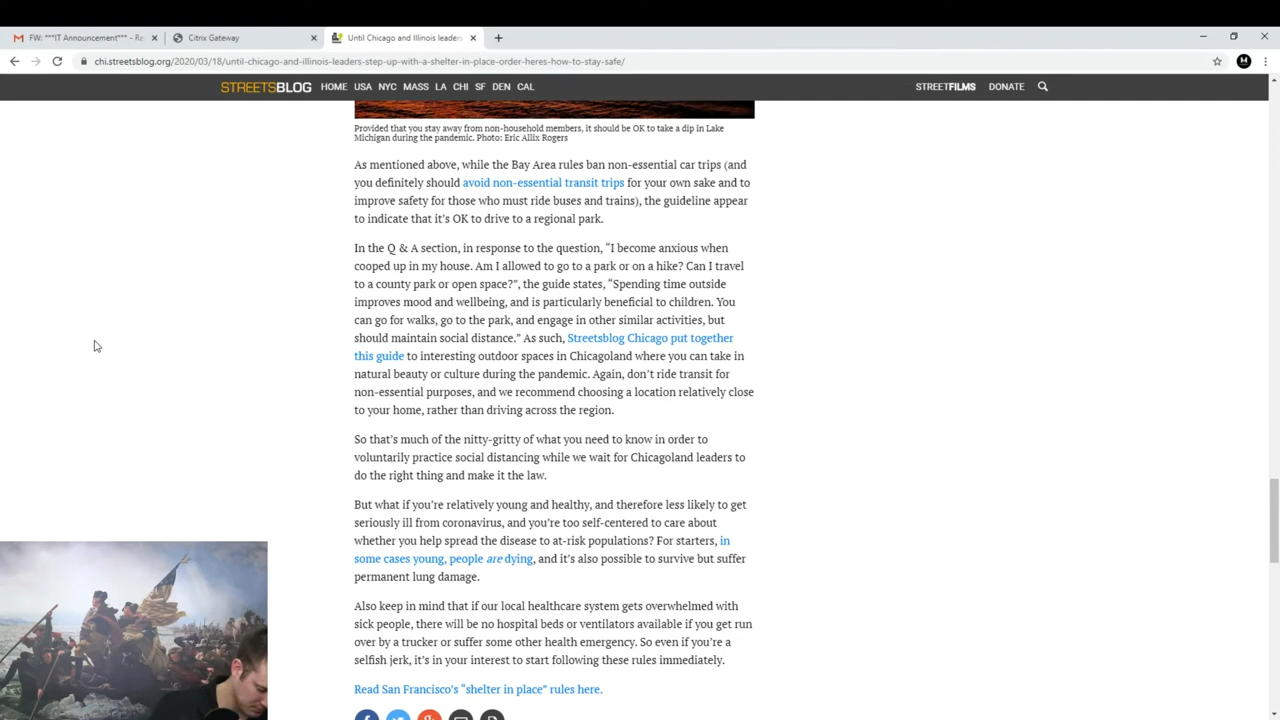 FW: ***IT Announcement*** - Re
Citrix Gateway
Until Chicago and Illinois leaders
chi.streetsblog.org/2020/03/18/until-chicago-and-illinois-leaders-step-up-with-a-shelter-in-place-order-heres-how-to-stay-safe/
STREETSBLOG HOME USA NYC MASS LA CHI SF DEN CAL STREETFILMS DONATE
Provided that you stay away from non-household members, it should be OK to take a dip in Lake
Michigan during the pandemic. Photo: Eric Allix Rogers
As mentioned above, while the Bay Area rules ban non-essential car trips (and
you definitely should avoid non-essential transit trips for your own sake and to
improve safety for those who must ride buses and trains), the guideline appear
to indicate that it's OK to drive to a regional park.
In the Q & A section, in response to the question, “I become anxious when
cooped up in my house. Am I allowed to go to a park or on a hike? Can I travel
to a county park or open space?”, the guide states, “Spending time outside
improves mood and wellbeing, and is particularly beneficial to children. You
can go for walks, go to the park, and engage in other similar activities, but
should maintain social distance.” As such, Streetsblog Chicago put together
this guide to interesting outdoor spaces in Chicagoland where you can take in
natural beauty or culture during the pandemic. Again, don’t ride transit for
non-essential purposes, and we recommend choosing a location relatively close
to your home, rather than driving across the region.
So that’s much of the nitty-gritty of what you need to know in order to
voluntarily practice social distancing while we wait for Chicagoland leaders to
do the right thing and make it the law.
But what if you’re relatively young and healthy, and therefore less likely to get
seriously ill from coronavirus, and you’re too self-centered to care about
whether you help spread the disease to at-risk populations? For starters, in
some cases young, people are dying, and it’s also possible to survive but suffer
permanent lung damage.
Also keep in mind that if our local healthcare system gets overwhelmed with
sick people, there will be no hospital beds or ventilators available if you get run
over by a trucker or suffer some other health emergency. So even if you’re a
selfish jerk, it’s in your interest to start following these rules immediately.
Read San Francisco’s “shelter in place” rules here.